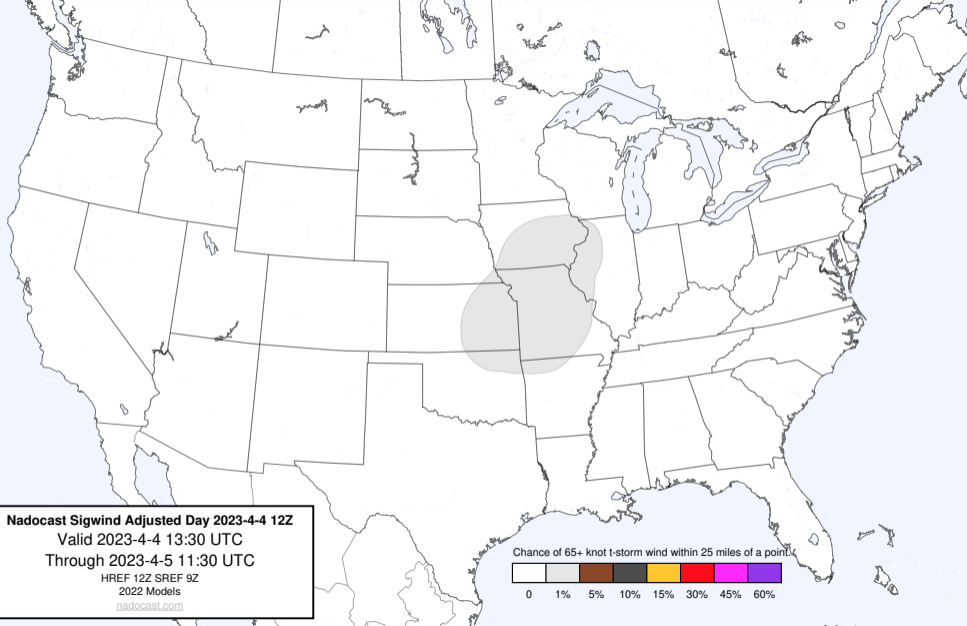 Nadocast Sigwind Adjusted Day 2023-4-4 12Z
Valid 2023-4-4 13:30 UTC
Through 2023-4-5 11:30 UTC
HREF 12Z SREF 9Z
2022 Models
nadocast.com
Chance of 65+ knot t-storm wind within 25 miles of a point.
0 1% 5% 10% 15% 30% 45% 60%